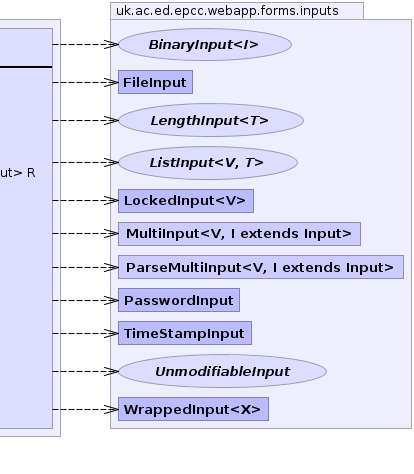 uk.ac.ed.epcc.webapp.forms.inputs
BinaryInput<I>
FileInput
LengthInput<T>
ListInput<V, T>
ut> R
LockedInput<V>
MultiInput<V, I extends Input>
ParseMultiInput<V, I extends Input>
PasswordInput
TimeStampInput
UnmodifiableInput
WrappedInput<X>